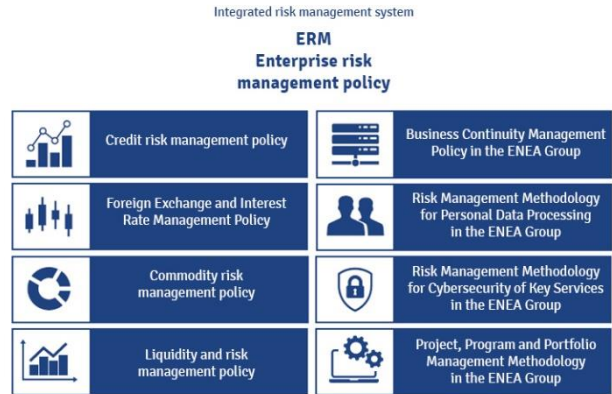 Integrated risk management system
ERM
Enterprise risk
management policy
Credit risk management policy
Foreign Exchange and Interest
Rate Management Policy
Commodity risk
management policy
Liquidity and risk
management policy
Business Continuity Management
Policy in the ENEA Group
Risk Management Methodology
for Personal Data Processing
in the ENEA Group
Risk Management Methodology
for Cybersecurity of Key Services
in the ENEA Group
Project, Program and Portfolio
Management Methodology
in the ENEA Group